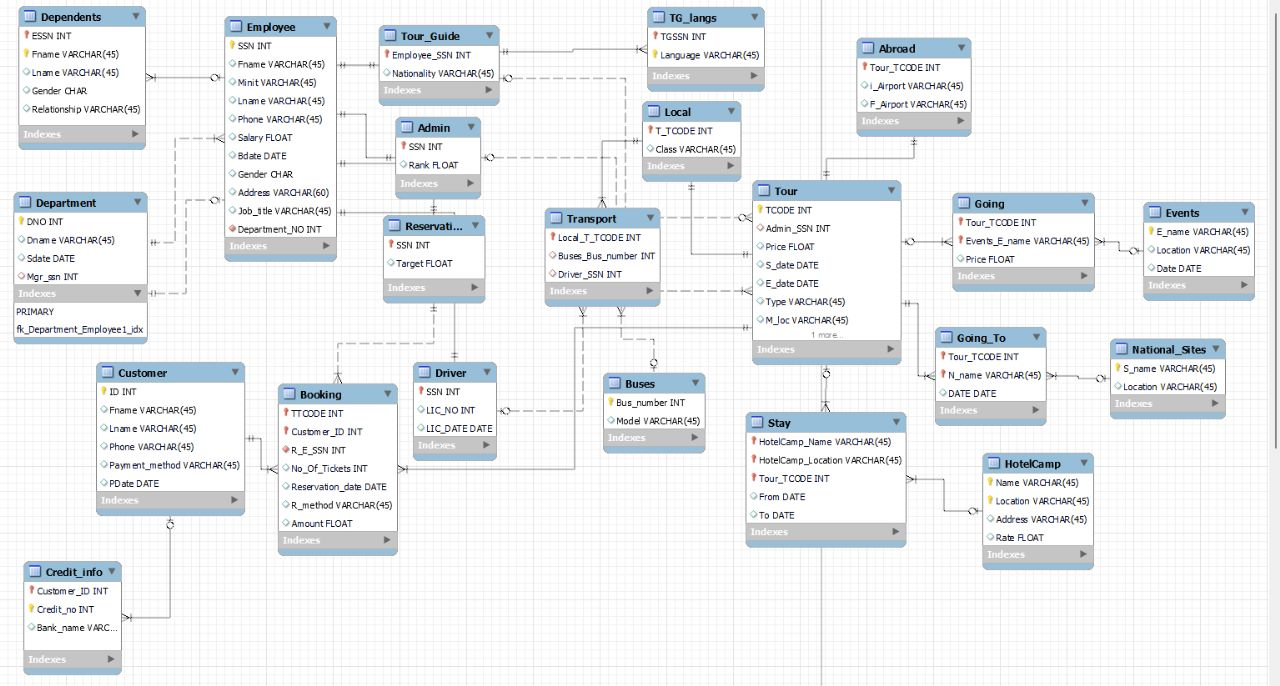 Dependents
ESSN INT
Fname VARCHAR(45)
Lname VARCHAR(45)
Gender CHAR
Relationship VARCHAR(45)
Indexes
Employee
SSN INT
Fname VARCHAR(45)
Minit VARCHAR(45)
Lname VARCHAR(45)
Phone VARCHAR(45)
Salary FLOAT
Bdate DATE
Gender CHAR
Address VARCHAR(60)
Job_title VARCHAR(45)
Department_NO INT
Indexes
Tour_Guide
Employee_SSN INT
Nationality VARCHAR(45)
Indexes
TG_langs
TGSSN INT
Language VARCHAR(45)
Indexes
Abroad
Tour_TCODE INT
i_Airport VARCHAR(45)
F_Airport VARCHAR(45)
Indexes
Admin
SSN INT
Rank FLOAT
Indexes
Local
T_TCODE INT
Class VARCHAR(45)
Indexes
Department
DNO INT
Dname VARCHAR(45)
Sdate DATE
Mgr_ssn INT
Indexes
PRIMARY
fk_Department_Employee1_idx
Reservati...
SSN INT
Target FLOAT
Indexes
Transport
Local_T_TCODE INT
Buses_Bus_number INT
Driver_SSN INT
Indexes
Tour
TCODE INT
Admin_SSN INT
Price FLOAT
S_date DATE
E_date DATE
Type VARCHAR(45)
M_loc VARCHAR(45)
1 more...
Indexes
Going
Tour_TCODE INT
Events_E_name VARCHAR(45)
Price FLOAT
Indexes
Events
E_name VARCHAR(45)
Location VARCHAR(45)
Date DATE
Indexes
Going_To
Tour_TCODE INT
N_name VARCHAR(45)
DATE DATE
Indexes
National_Sites
S_name VARCHAR(45)
Location VARCHAR(45)
Indexes
Customer
ID INT
Fname VARCHAR(45)
Lname VARCHAR(45)
Phone VARCHAR(45)
Payment_method VARCHAR(45)
PDate DATE
Indexes
Booking
TTCODE INT
Customer_ID INT
R_E_SSN INT
No_Of_Tickets INT
Reservation_date DATE
R_method VARCHAR(45)
Amount FLOAT
Indexes
Driver
SSN INT
LIC_NO INT
LIC_DATE DATE
Indexes
Buses
Bus_number INT
Model VARCHAR(45)
Indexes
Stay
HotelCamp_Name VARCHAR(45)
HotelCamp_Location VARCHAR(45)
Tour_TCODE INT
From DATE
To DATE
Indexes
HotelCamp
Name VARCHAR(45)
Location VARCHAR(45)
Address VARCHAR(45)
Rate FLOAT
Indexes
Credit_info
Customer_ID INT
Credit_no INT
Bank_name VARC...
Indexes